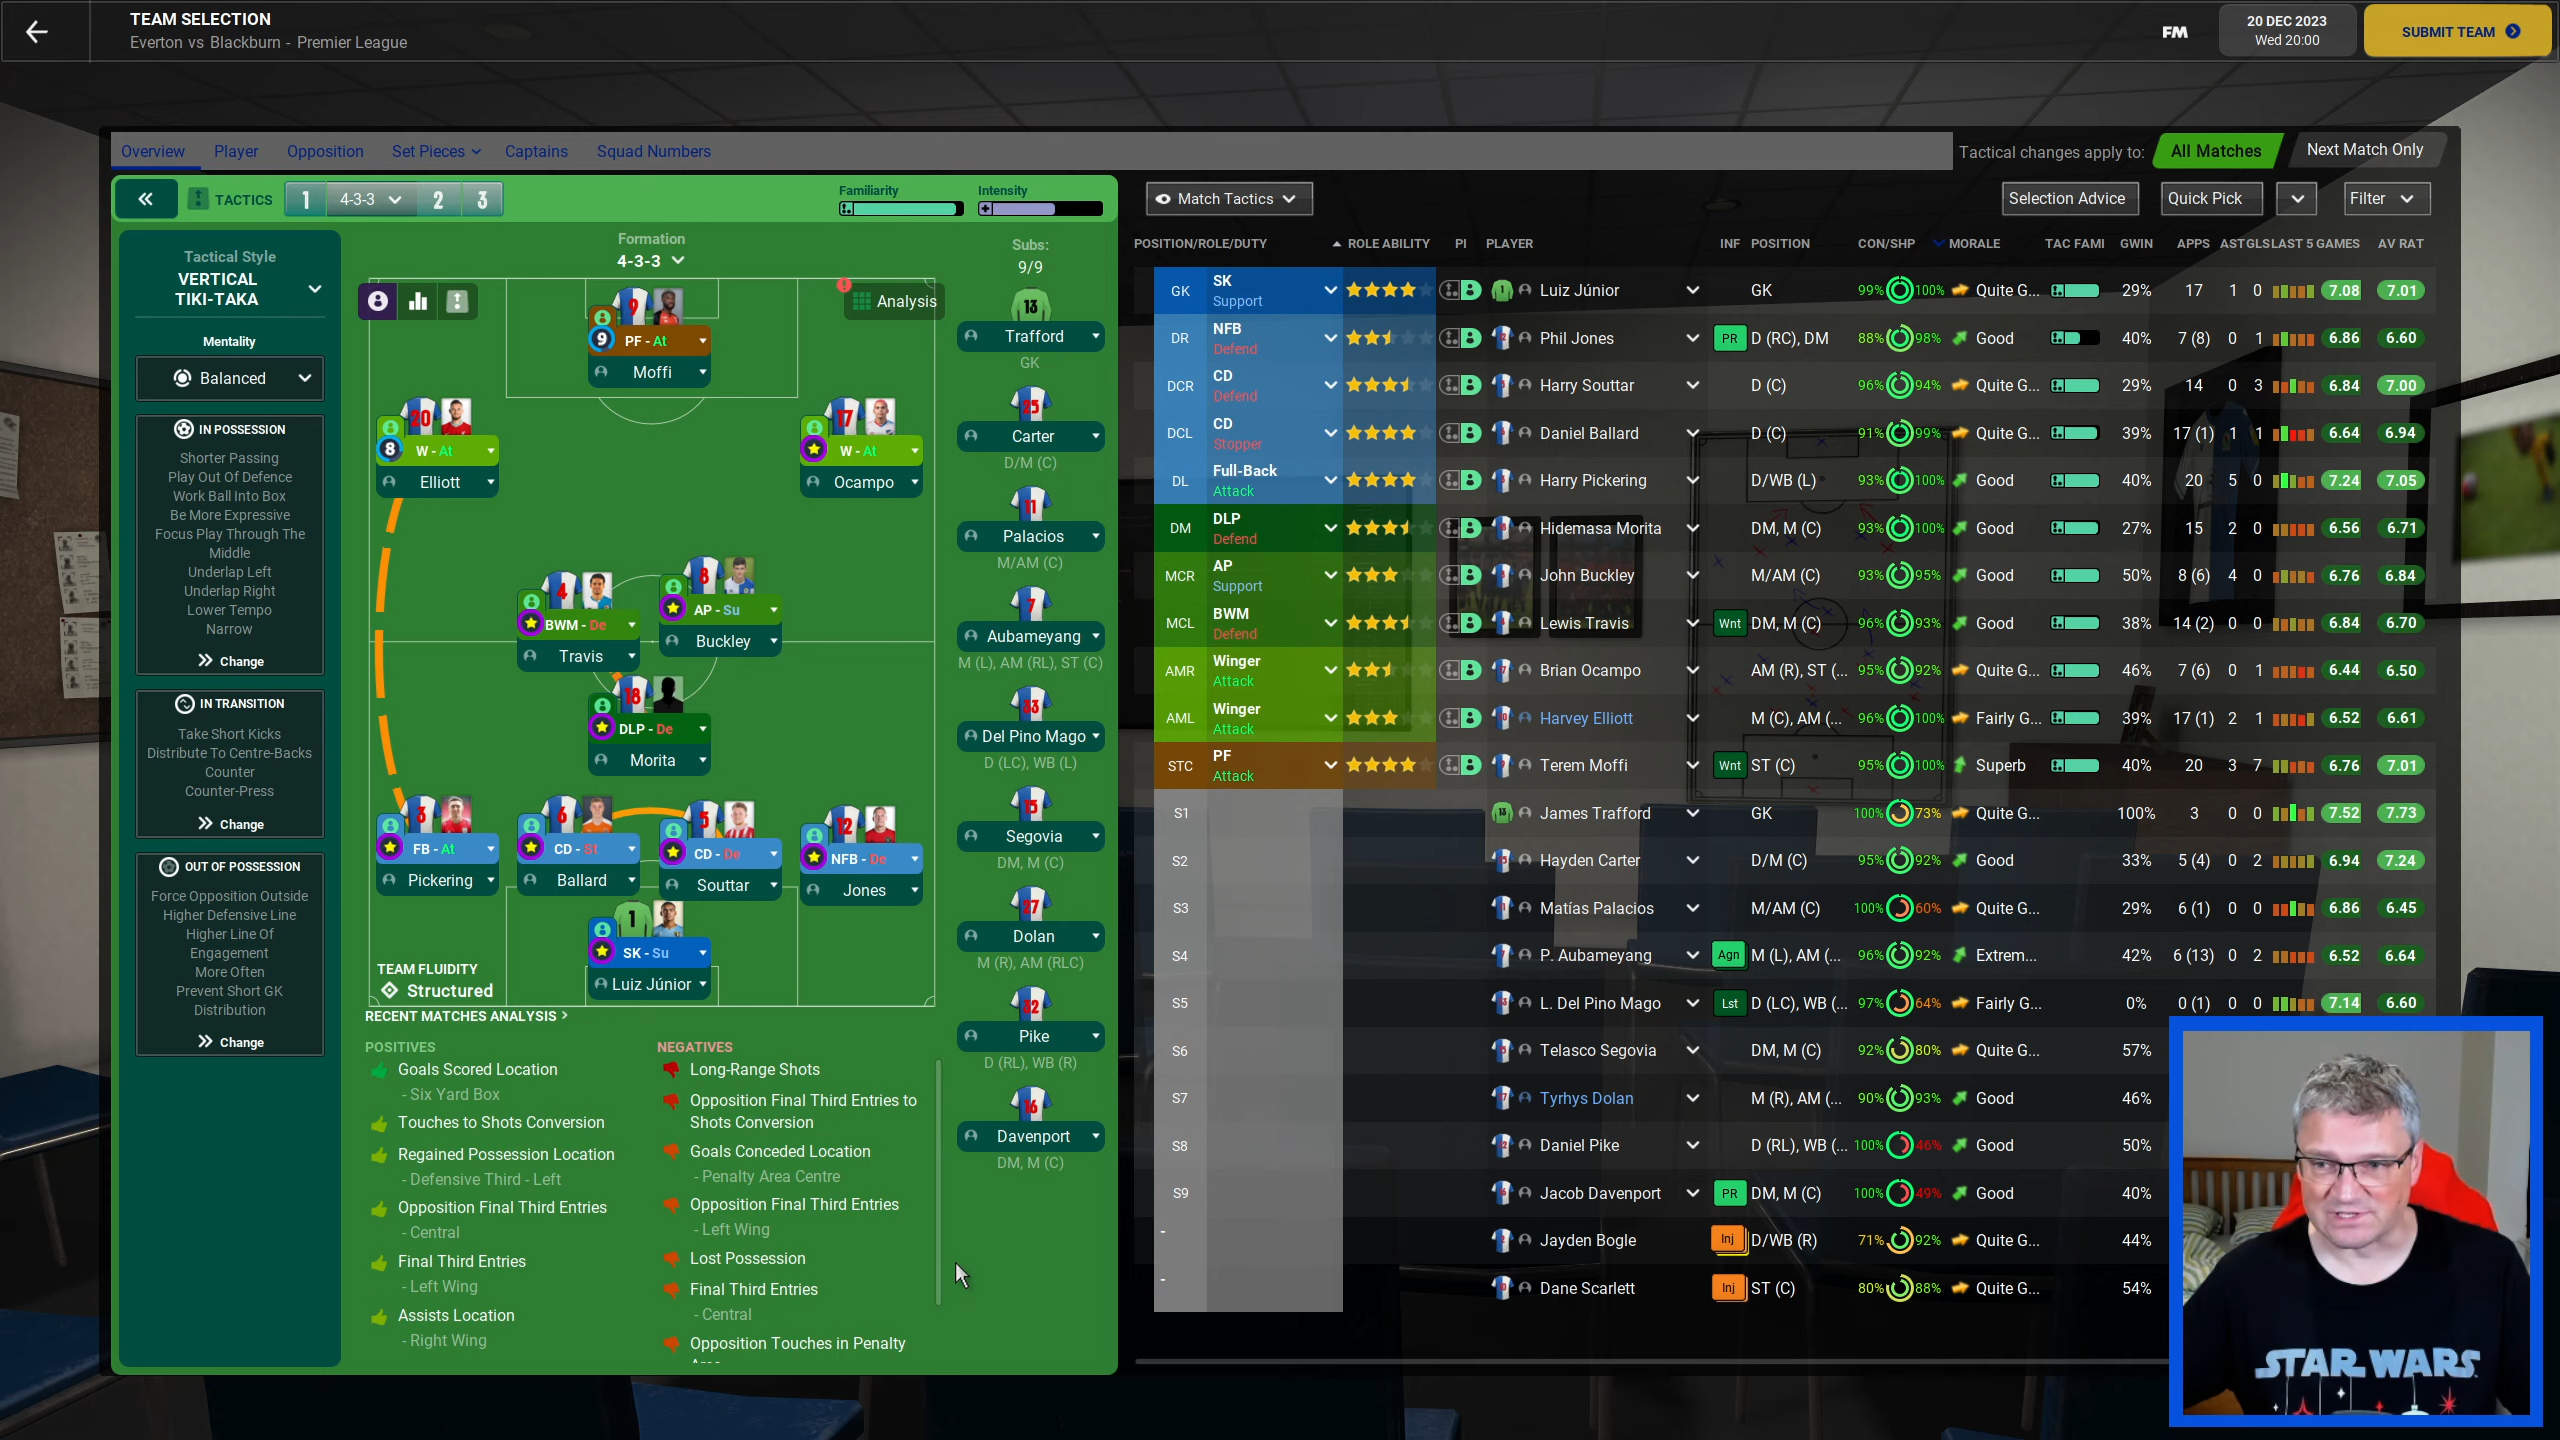 TEAM SELECTION
Everton vs Blackburn - Premier League
FM
20 DEC 2023
Wed 20:00
SUBMIT TEAM
Overview Player Opposition Set Pieces Captains Squad Numbers
Tactical changes apply to: All Matches Next Match Only
TACTICS 1 4-3-3 2 3
Familiarity Intensity
Match Tactics
Selection Advice Quick Pick Filter
Tactical Style
VERTICAL
TIKI-TAKA
Mentality
Balanced
IN POSSESSION
Shorter Passing
Play Out Of Defence
Work Ball Into Box
Be More Expressive
Focus Play Through The
Middle
Underlap Left
Underlap Right
Lower Tempo
Narrow
Change
IN TRANSITION
Take Short Kicks
Distribute To Centre-Backs
Counter
Counter-Press
Change
OUT OF POSSESSION
Force Opposition Outside
Higher Defensive Line
Higher Line Of
Engagement
More Often
Prevent Short GK
Distribution
Change
Formation
4-3-3
Analysis
9
9 PF - At
Moffi
20
8 W - At
Elliott
17
W - At
Ocampo
4
BWM - De
Travis
8
AP - Su
Buckley
18
DLP - De
Morita
3
FB - At
Pickering
6
CD - St
Ballard
5
CD - De
Souttar
12
NFB - De
Jones
1
SK - Su
Luiz Júnior
TEAM FLUIDITY
Structured
RECENT MATCHES ANALYSIS >
POSITIVES
Goals Scored Location
- Six Yard Box
Touches to Shots Conversion
Regained Possession Location
- Defensive Third - Left
Opposition Final Third Entries
- Central
Final Third Entries
- Left Wing
Assists Location
- Right Wing
NEGATIVES
Long-Range Shots
Opposition Final Third Entries to
Shots Conversion
Goals Conceded Location
- Penalty Area Centre
Opposition Final Third Entries
- Left Wing
Lost Possession
Final Third Entries
- Central
Opposition Touches in Penalty
Subs:
9/9
13
Trafford
GK
25
Carter
D/M (C)
11
Palacios
M/AM (C)
7
Aubameyang
M (L), AM (RL), ST (C)
33
Del Pino Mago
D (LC), WB (L)
15
Segovia
DM, M (C)
27
Dolan
M (R), AM (RLC)
32
Pike
D (RL), WB (R)
16
Davenport
DM, M (C)
POSITION/ROLE/DUTY ROLE ABILITY PI PLAYER INF POSITION CON/SHP MORALE TAC FAMI GWIN APPS AST GLS LAST 5 GAMES AV RAT
GK SK Support Luiz Júnior GK 99% 100% Quite G... 29% 17 1 0 7.08 7.01
DR NFB Defend Phil Jones PR D (RC), DM 88% 98% Good 40% 7 (8) 0 1 6.86 6.60
DCR CD Defend Harry Souttar D (C) 96% 94% Quite G... 29% 14 0 3 6.84 7.00
DCL CD Stopper Daniel Ballard D (C) 91% 99% Quite G... 39% 17 (1) 1 1 6.64 6.94
DL Full-Back Attack Harry Pickering D/WB (L) 93% 100% Good 40% 20 5 0 7.24 7.05
DM DLP Defend Hidemasa Morita DM, M (C) 93% 100% Good 27% 15 2 0 6.56 6.71
MCR AP Support John Buckley M/AM (C) 93% 95% Good 50% 8 (6) 4 0 6.76 6.84
MCL BWM Defend Lewis Travis Wnt DM, M (C) 96% 93% Good 38% 14 (2) 0 0 6.84 6.70
AMR Winger Attack Brian Ocampo AM (R), ST (... 95% 92% Quite G... 46% 7 (6) 0 1 6.44 6.50
AML Winger Attack Harvey Elliott M (C), AM (... 96% 100% Fairly G... 39% 17 (1) 2 1 6.52 6.61
STC PF Attack Terem Moffi Wnt ST (C) 95% 100% Superb 40% 20 3 7 6.76 7.01
S1 James Trafford GK 100% 73% Quite G... 100% 3 0 0 7.52 7.73
S2 Hayden Carter D/M (C) 95% 92% Good 33% 5 (4) 0 2 6.94 7.24
S3 Matías Palacios M/AM (C) 100% 60% Quite G... 29% 6 (1) 0 0 6.86 6.45
S4 P. Aubameyang Agn M (L), AM (... 96% 92% Extrem... 42% 6 (13) 0 2 6.52 6.64
S5 L. Del Pino Mago Lst D (LC), WB (... 97% 64% Fairly G... 0% 0 (1) 0 0 7.14 6.60
S6 Telasco Segovia DM, M (C) 92% 80% Quite G... 57%
S7 Tyrhys Dolan M (R), AM (... 90% 93% Good 46%
S8 Daniel Pike D (RL), WB (... 100% 46% Good 50%
S9 Jacob Davenport PR DM, M (C) 100% 49% Good 40%
- Jayden Bogle Inj D/WB (R) 71% 92% Quite G... 44%
- Dane Scarlett Inj ST (C) 80% 88% Quite G... 54%
STAR WARS